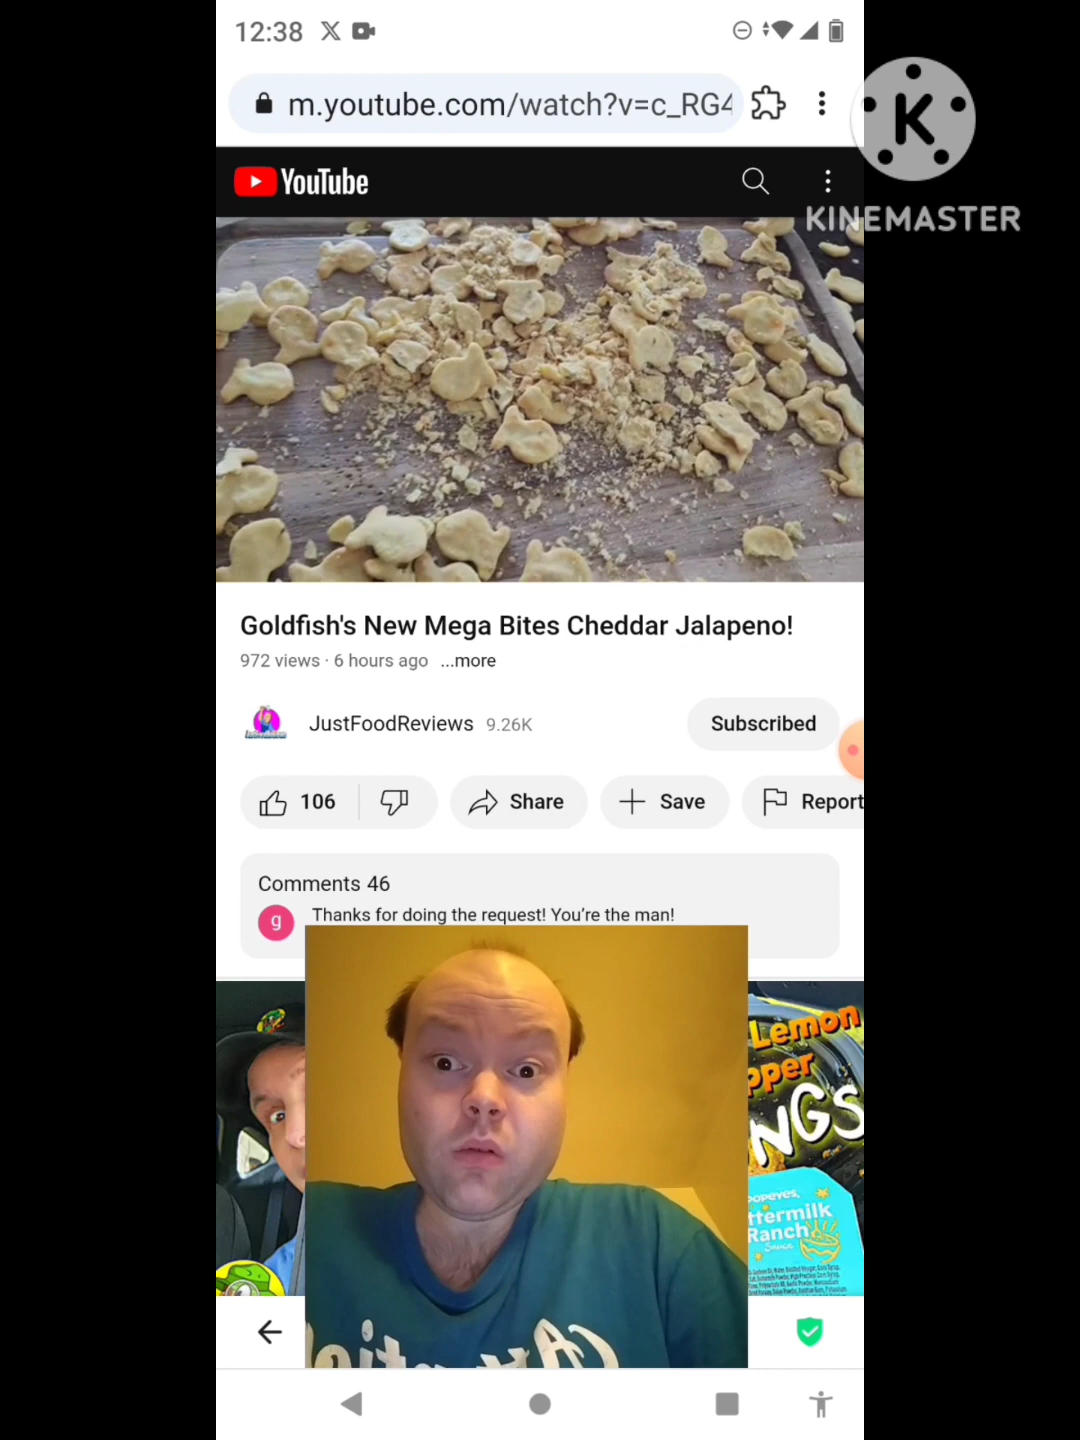 12:38
m.youtube.com/watch?v=c_RG4
K
KINEMASTER
YouTube
Goldfish's New Mega Bites Cheddar Jalapeno!
972 views · 6 hours ago ...more
JustFoodReviews 9.26K
Subscribed
106
Share
Save
Report
Comments 46
g
Thanks for doing the request! You're the man!
Lemon
pper
NGS
POPEYES,
ttermilk
Ranch
Sauce